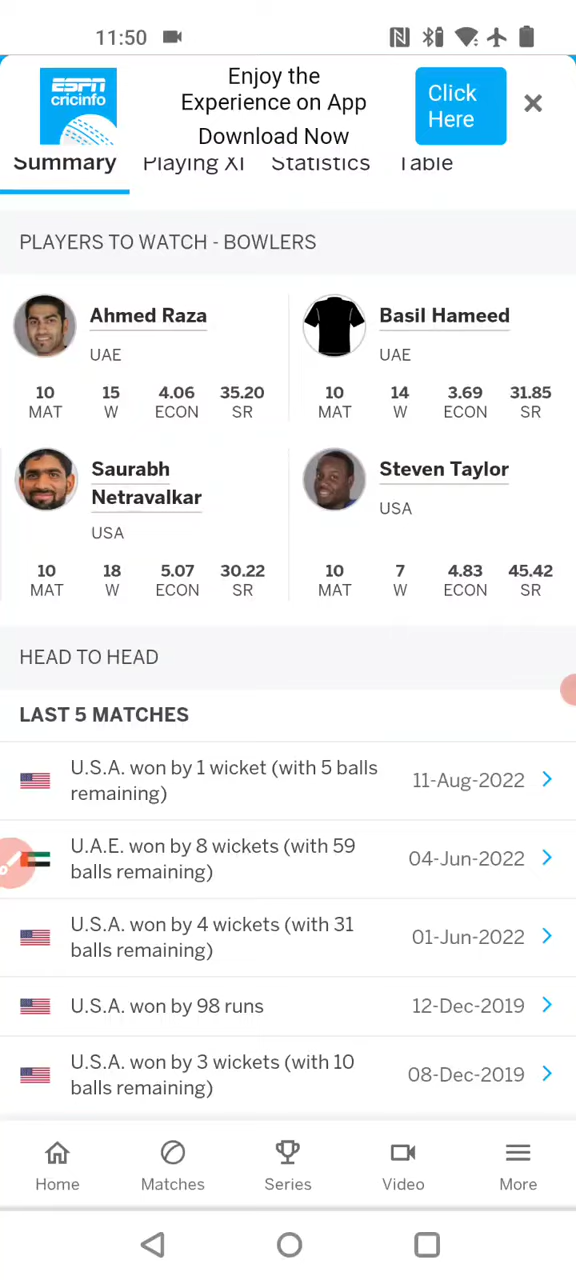 11:50
ESPN
cricinfo
Enjoy the
Experience on App
Download Now
Click
Here
Summary
Playing XI
Statistics
Table
PLAYERS TO WATCH - BOWLERS
Ahmed Raza
UAE
10 15 4.06 35.20
MAT W ECON SR
Basil Hameed
UAE
10 14 3.69 31.85
MAT W ECON SR
Saurabh
Netravalkar
USA
10 18 5.07 30.22
MAT W ECON SR
Steven Taylor
USA
10 7 4.83 45.42
MAT W ECON SR
HEAD TO HEAD
LAST 5 MATCHES
U.S.A. won by 1 wicket (with 5 balls
remaining)
11-Aug-2022
U.A.E. won by 8 wickets (with 59
balls remaining)
04-Jun-2022
U.S.A. won by 4 wickets (with 31
balls remaining)
01-Jun-2022
U.S.A. won by 98 runs
12-Dec-2019
U.S.A. won by 3 wickets (with 10
balls remaining)
08-Dec-2019
Home
Matches
Series
Video
More